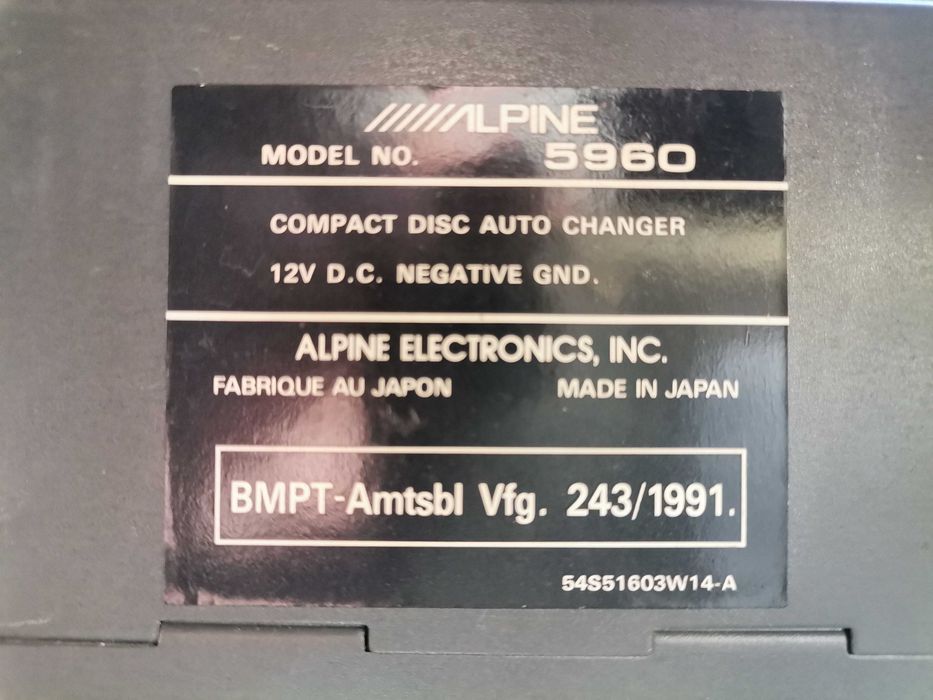 ALPINE
MODEL NO. 5960
COMPACT DISC AUTO CHANGER
12V D.C. NEGATIVE GND.
ALPINE ELECTRONICS, INC.
FABRIQUE AU JAPON MADE IN JAPAN
BMPT-Amtsbl Vfg. 243/1991.
54S51603W14-A